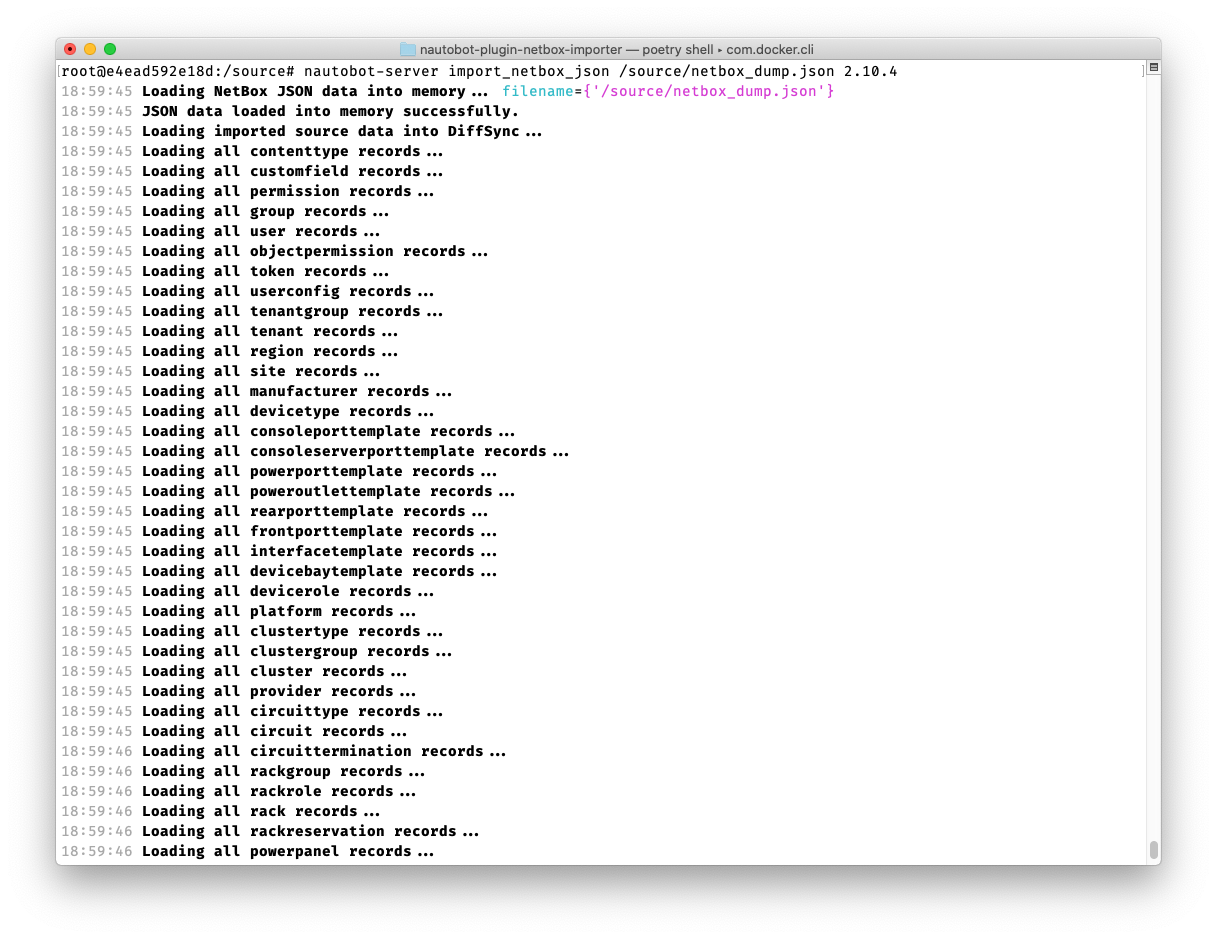 nautobot-plugin-netbox-importer — poetry shell ▸ com.docker.cli
[root@e4ead592e18d:/source# nautobot-server import_netbox_json /source/netbox_dump.json 2.10.4 ]
18:59:45 Loading NetBox JSON data into memory... filename={'/source/netbox_dump.json'}
18:59:45 JSON data loaded into memory successfully.
18:59:45 Loading imported source data into DiffSync...
18:59:45 Loading all contenttype records...
18:59:45 Loading all customfield records...
18:59:45 Loading all permission records...
18:59:45 Loading all group records...
18:59:45 Loading all user records...
18:59:45 Loading all objectpermission records...
18:59:45 Loading all token records...
18:59:45 Loading all userconfig records...
18:59:45 Loading all tenantgroup records...
18:59:45 Loading all tenant records...
18:59:45 Loading all region records...
18:59:45 Loading all site records...
18:59:45 Loading all manufacturer records...
18:59:45 Loading all devicetype records...
18:59:45 Loading all consoleporttemplate records...
18:59:45 Loading all consoleserverporttemplate records...
18:59:45 Loading all powerporttemplate records...
18:59:45 Loading all poweroutlettemplate records...
18:59:45 Loading all rearporttemplate records...
18:59:45 Loading all frontporttemplate records...
18:59:45 Loading all interfacetemplate records...
18:59:45 Loading all devicebaytemplate records...
18:59:45 Loading all devicerole records...
18:59:45 Loading all platform records...
18:59:45 Loading all clustertype records...
18:59:45 Loading all clustergroup records...
18:59:45 Loading all cluster records...
18:59:45 Loading all provider records...
18:59:45 Loading all circuittype records...
18:59:45 Loading all circuit records...
18:59:46 Loading all circuittermination records...
18:59:46 Loading all rackgroup records...
18:59:46 Loading all rackrole records...
18:59:46 Loading all rack records...
18:59:46 Loading all rackreservation records...
18:59:46 Loading all powerpanel records...